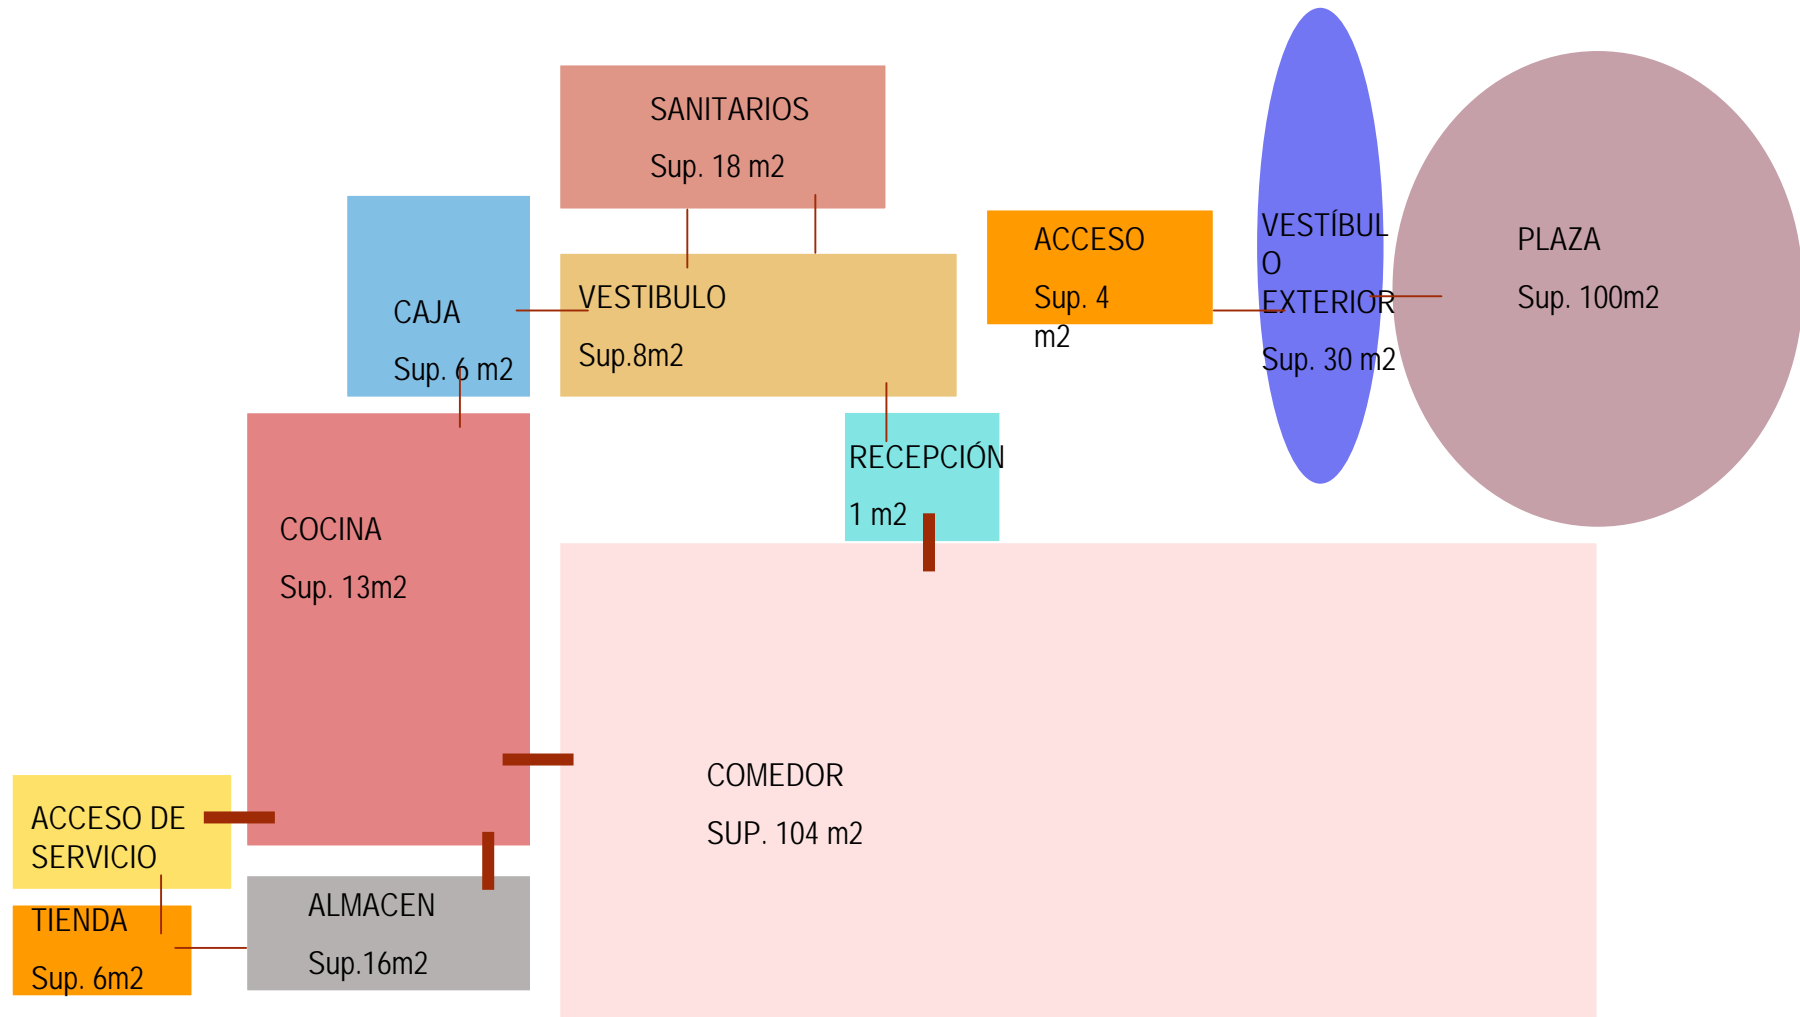 SANITARIOS
Sup. 18 m2
CAJA
Sup. 6 m2
VESTIBULO
Sup.8m2
ACCESO
Sup. 4
m2
VESTÍBUL
O
EXTERIOR
Sup. 30 m2
PLAZA
Sup. 100m2
RECEPCIÓN
1 m2
COCINA
Sup. 13m2
COMEDOR
SUP. 104 m2
ACCESO DE
SERVICIO
TIENDA
Sup. 6m2
ALMACEN
Sup.16m2